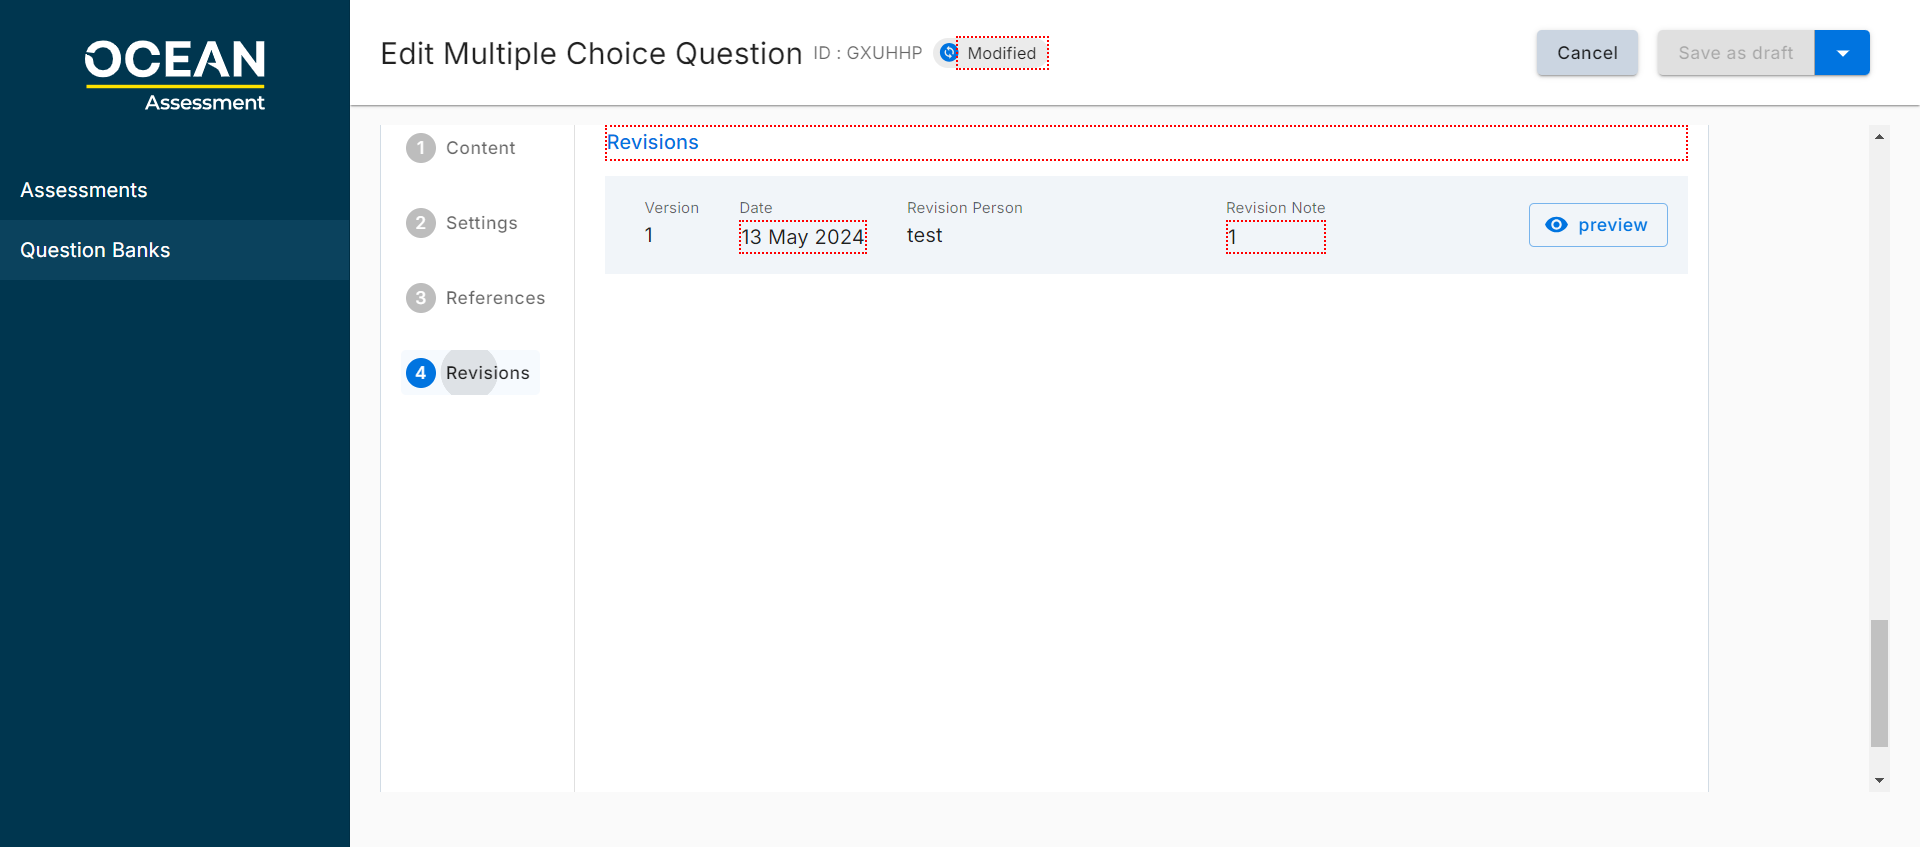 OCEAN
Assessment
Assessments
Question Banks
Edit Multiple Choice Question ID : GXUHHP Modified
Cancel
Save as draft
1 Content
2 Settings
3 References
4 Revisions
Revisions
Version Date Revision Person Revision Note
1 13 May 2024 test 1
preview